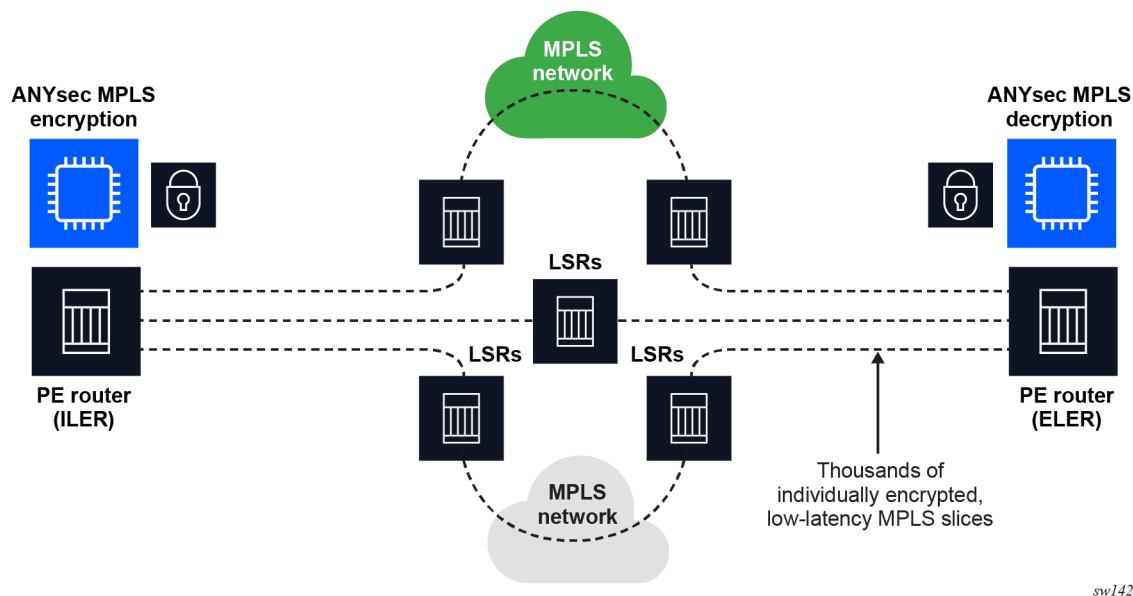 MPLS
network
ANYsec MPLS
encryption
ANYsec MPLS
decryption
LSRs
LSRs
LSRs
PE router
(ILER)
PE router
(ELER)
Thousands of
individually encrypted,
low-latency MPLS slices
MPLS
network
sw142